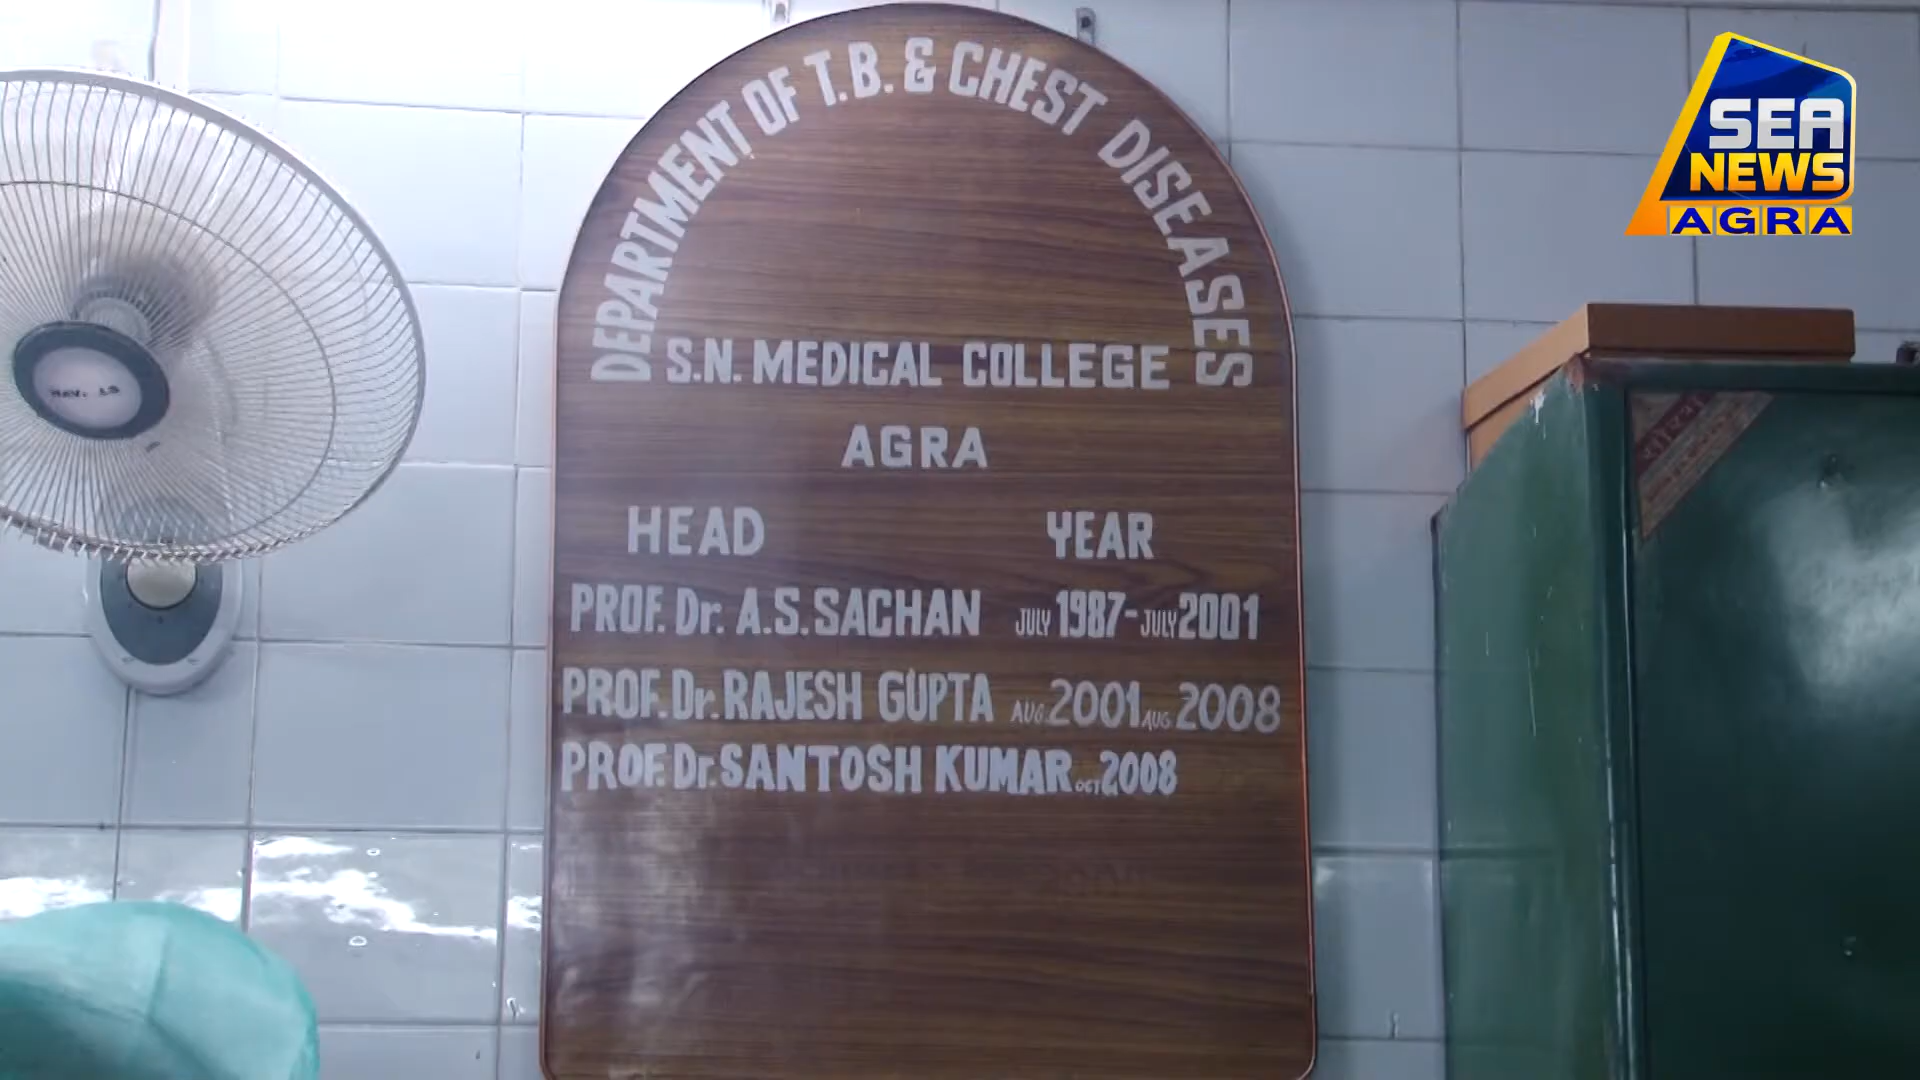 DEPARTMENT OF T.B. & CHEST DISEASES
S.N. MEDICAL COLLEGE
AGRA
HEAD YEAR
PROF. Dr. A.S. SACHAN JULY 1987-JULY 2001
PROF. Dr. RAJESH GUPTA AUG. 2001 AUG. 2008
PROF. Dr. SANTOSH KUMAR OCT. 2008
SEA
NEWS
AGRA